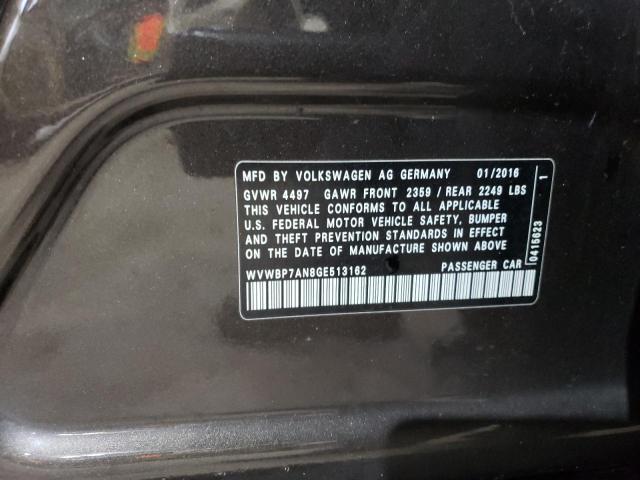 MFD BY VOLKSWAGEN AG GERMANY 01/2016
GVWR 4497 GAWR FRONT 2359 / REAR 2249 LBS
THIS VEHICLE CONFORMS TO ALL APPLICABLE
U.S. FEDERAL MOTOR VEHICLE SAFETY, BUMPER
AND THEFT PREVENTION STANDARDS IN EFFECT
ON THE DATE OF MANUFACTURE SHOWN ABOVE
WVWBP7AN8GE513162 PASSENGER CAR
0415623 1